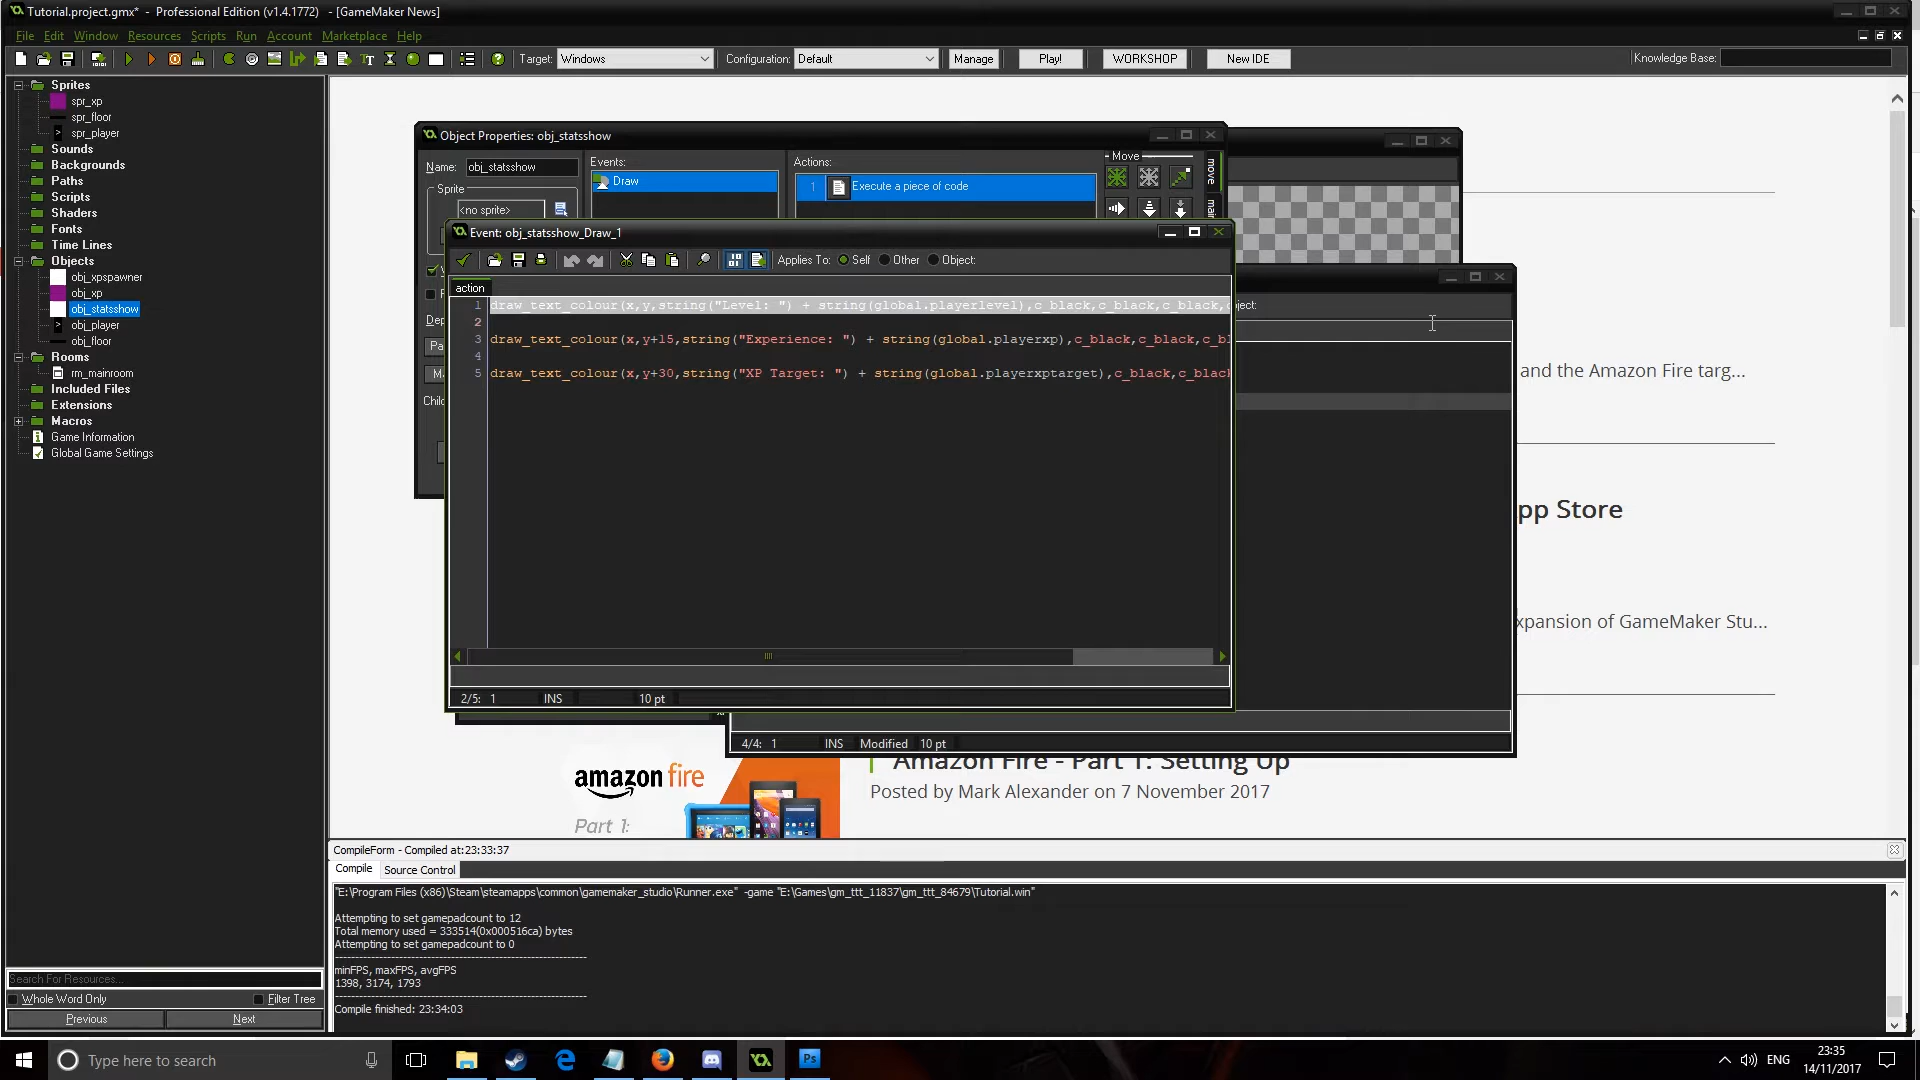 Tutorial.project.gmx* - Professional Edition (v1.4.1772) - [GameMaker News]
File Edit Window Resources Scripts Run Account Marketplace Help
Target: Windows Configuration: Default Manage Play! WORKSHOP New IDE Knowledge Base:
Sprites
spr_xp
spr_floor
spr_player
Sounds
Backgrounds
Paths
Scripts
Shaders
Fonts
Time Lines
Objects
obj_xpspawner
obj_xp
obj_statsshow
obj_player
obj_floor
Rooms
rm_mainroom
Included Files
Extensions
Macros
Game Information
Global Game Settings
Search For Resources...
Whole Word Only Filter Tree
Previous Next
Object Properties: obj_statsshow
Name: obj_statsshow Events: Actions: Move
Sprite Draw 1 Execute a piece of code move
<no sprite>
Event: obj_statsshow_Draw_1
Applies To: Self Other Object:
action
1 draw_text_colour(x,y,string("Level: ") + string(global.playerlevel),c_black,c_black,c_black,
2
3 draw_text_colour(x,y+15,string("Experience: ") + string(global.playerxp),c_black,c_black,c_bl
4
5 draw_text_colour(x,y+30,string("XP Target: ") + string(global.playerxptarget),c_black,c_black
2/5: 1 INS 10 pt
4/4: 1 INS Modified 10 pt
and the Amazon Fire targ...
pp Store
xpansion of GameMaker Stu...
amazon fire
Part 1:
Amazon Fire - Part 1: Setting Up
Posted by Mark Alexander on 7 November 2017
CompileForm - Compiled at:23:33:37
Compile Source Control
"E:\Program Files (x86)\Steam\steamapps\common\gamemaker_studio\Runner.exe" -game "E:\Games\gm_ttt_11837\gm_ttt_84679\Tutorial.win"
Attempting to set gamepadcount to 12
Total memory used = 333514(0x000516ca) bytes
Attempting to set gamepadcount to 0
minFPS, maxFPS, avgFPS
1398, 3174, 1793
Compile finished: 23:34:03
Type here to search
ENG
23:35
14/11/2017